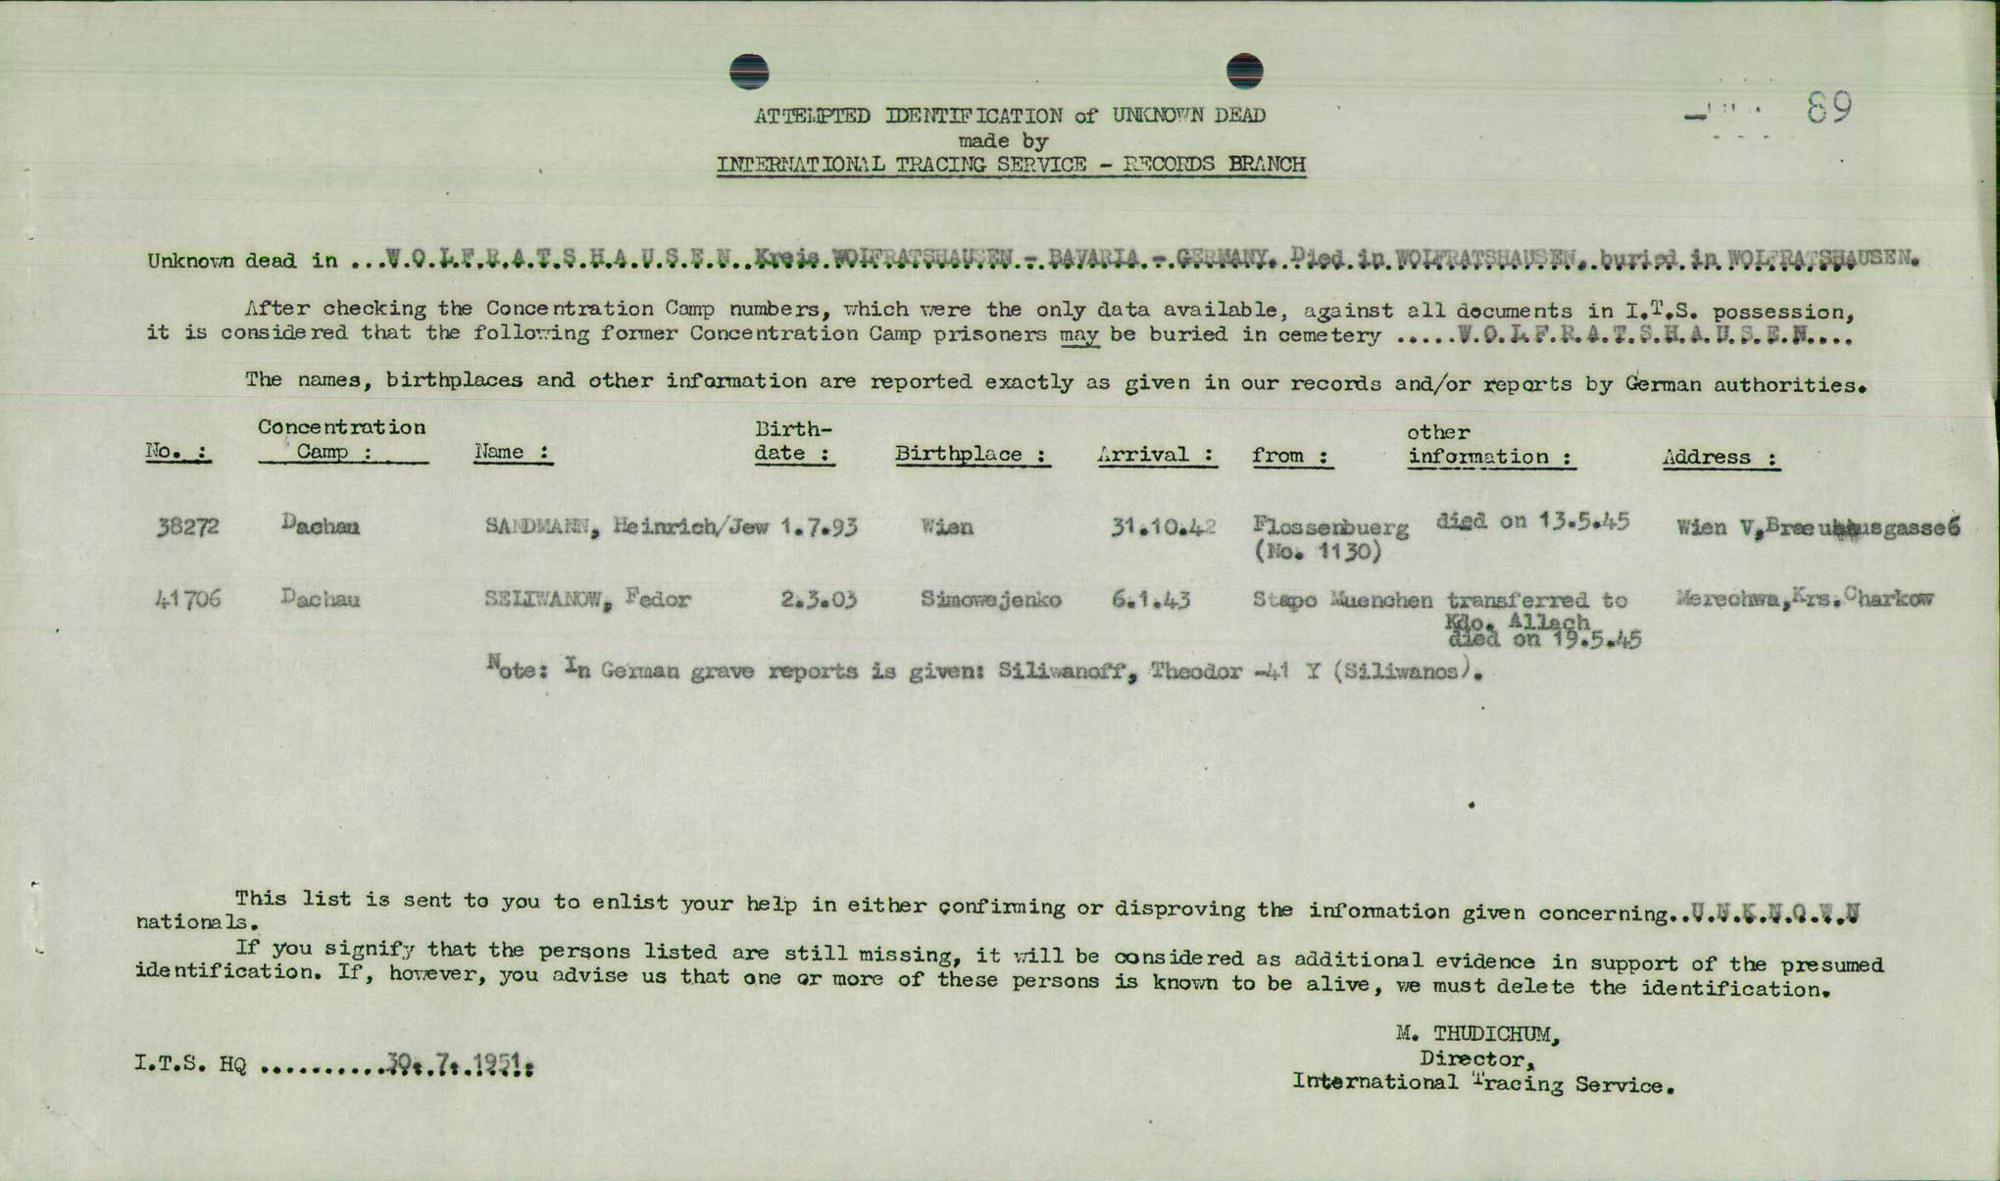 89
ATTEMPTED IDENTIFICATION of UNKNOWN DEAD
made by
INTERNATIONAL TRACING SERVICE - RECORDS BRANCH
Unknown dead in ...W.O.L.F.R.A.T.S.H.A.U.S.E.N..Kreis.WOLFRATSHAUSEN.-.BAVARIA.-.GERMANY..Died.in.WOLFRATSHAUSEN,.buried.in.WOLFRATSHAUSEN.
After checking the Concentration Camp numbers, which were the only data available, against all documents in I.T.S. possession,
it is considered that the following former Concentration Camp prisoners may be buried in cemetery .....W.O.L.F.R.A.T.S.H.A.U.S.E.N....
The names, birthplaces and other information are reported exactly as given in our records and/or reports by German authorities.
No. : Concentration Camp : Name : Birth-date : Birthplace : Arrival : from : other information : Address :
38272 Dachau SANDMANN, Heinrich/Jew 1.7.93 Wien 31.10.42 Flossenbuerg died on 13.5.45 Wien V,Braeuhausgasse6
(No. 1130)
41706 Dachau SELIWANOW, Fedor 2.3.03 Simowejenko 6.1.43 Stapo Muenchen transferred to Merechwa,Krs.Charkow
Kdo. Allach
died on 19.5.45
Note: In German grave reports is given: Siliwanoff, Theodor -41 Y (Siliwanos).
This list is sent to you to enlist your help in either confirming or disproving the information given concerning..U.N.K.N.O.W.N
nationals.
If you signify that the persons listed are still missing, it will be considered as additional evidence in support of the presumed
identification. If, however, you advise us that one or more of these persons is known to be alive, we must delete the identification.
M. THUDICHUM,
Director,
International Tracing Service.
I.T.S. HQ ..........30..7..1951.